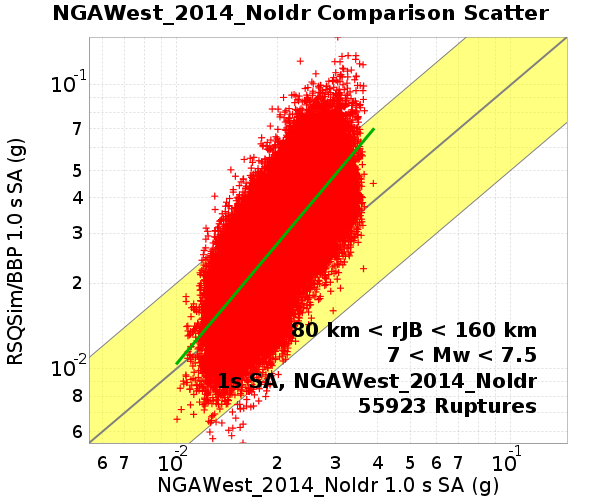 NGAWest_2014_NoIdr Comparison Scatter
RSQSim/BBP 1.0 s SA (g)
10-1
7
5
4
3
2
10-2
8
6
80 km < rJB < 160 km
7 < Mw < 7.5
1s SA, NGAWest_2014_NoIdr
55923 Ruptures
6 7 10-2 2 3 4 5 6 7 10-1
NGAWest_2014_NoIdr 1.0 s SA (g)